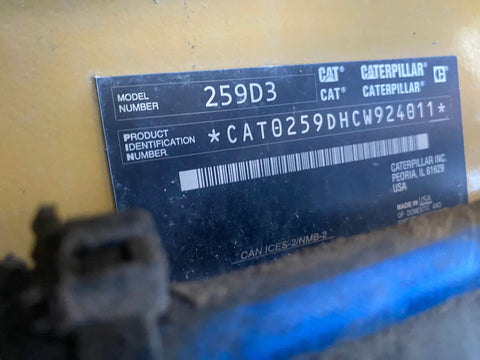 MODEL NUMBER 259D3
CAT® CATERPILLAR®
CAT® CATERPILLAR®
PRODUCT IDENTIFICATION NUMBER *CAT0259DHCW924011*
CATERPILLAR INC.
PEORIA, IL 61629
USA
MADE IN USA
CAN ICES-2/NMB-2